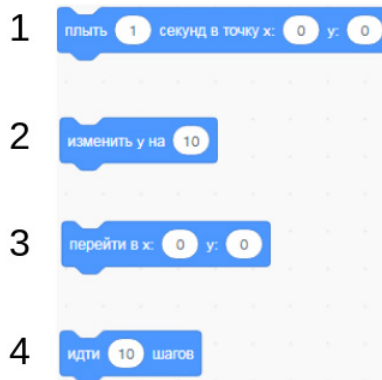 1 плыть 1 секунд в точку x: 0 y: 0
2 изменить y на 10
3 перейти в x: 0 y: 0
4 идти 10 шагов